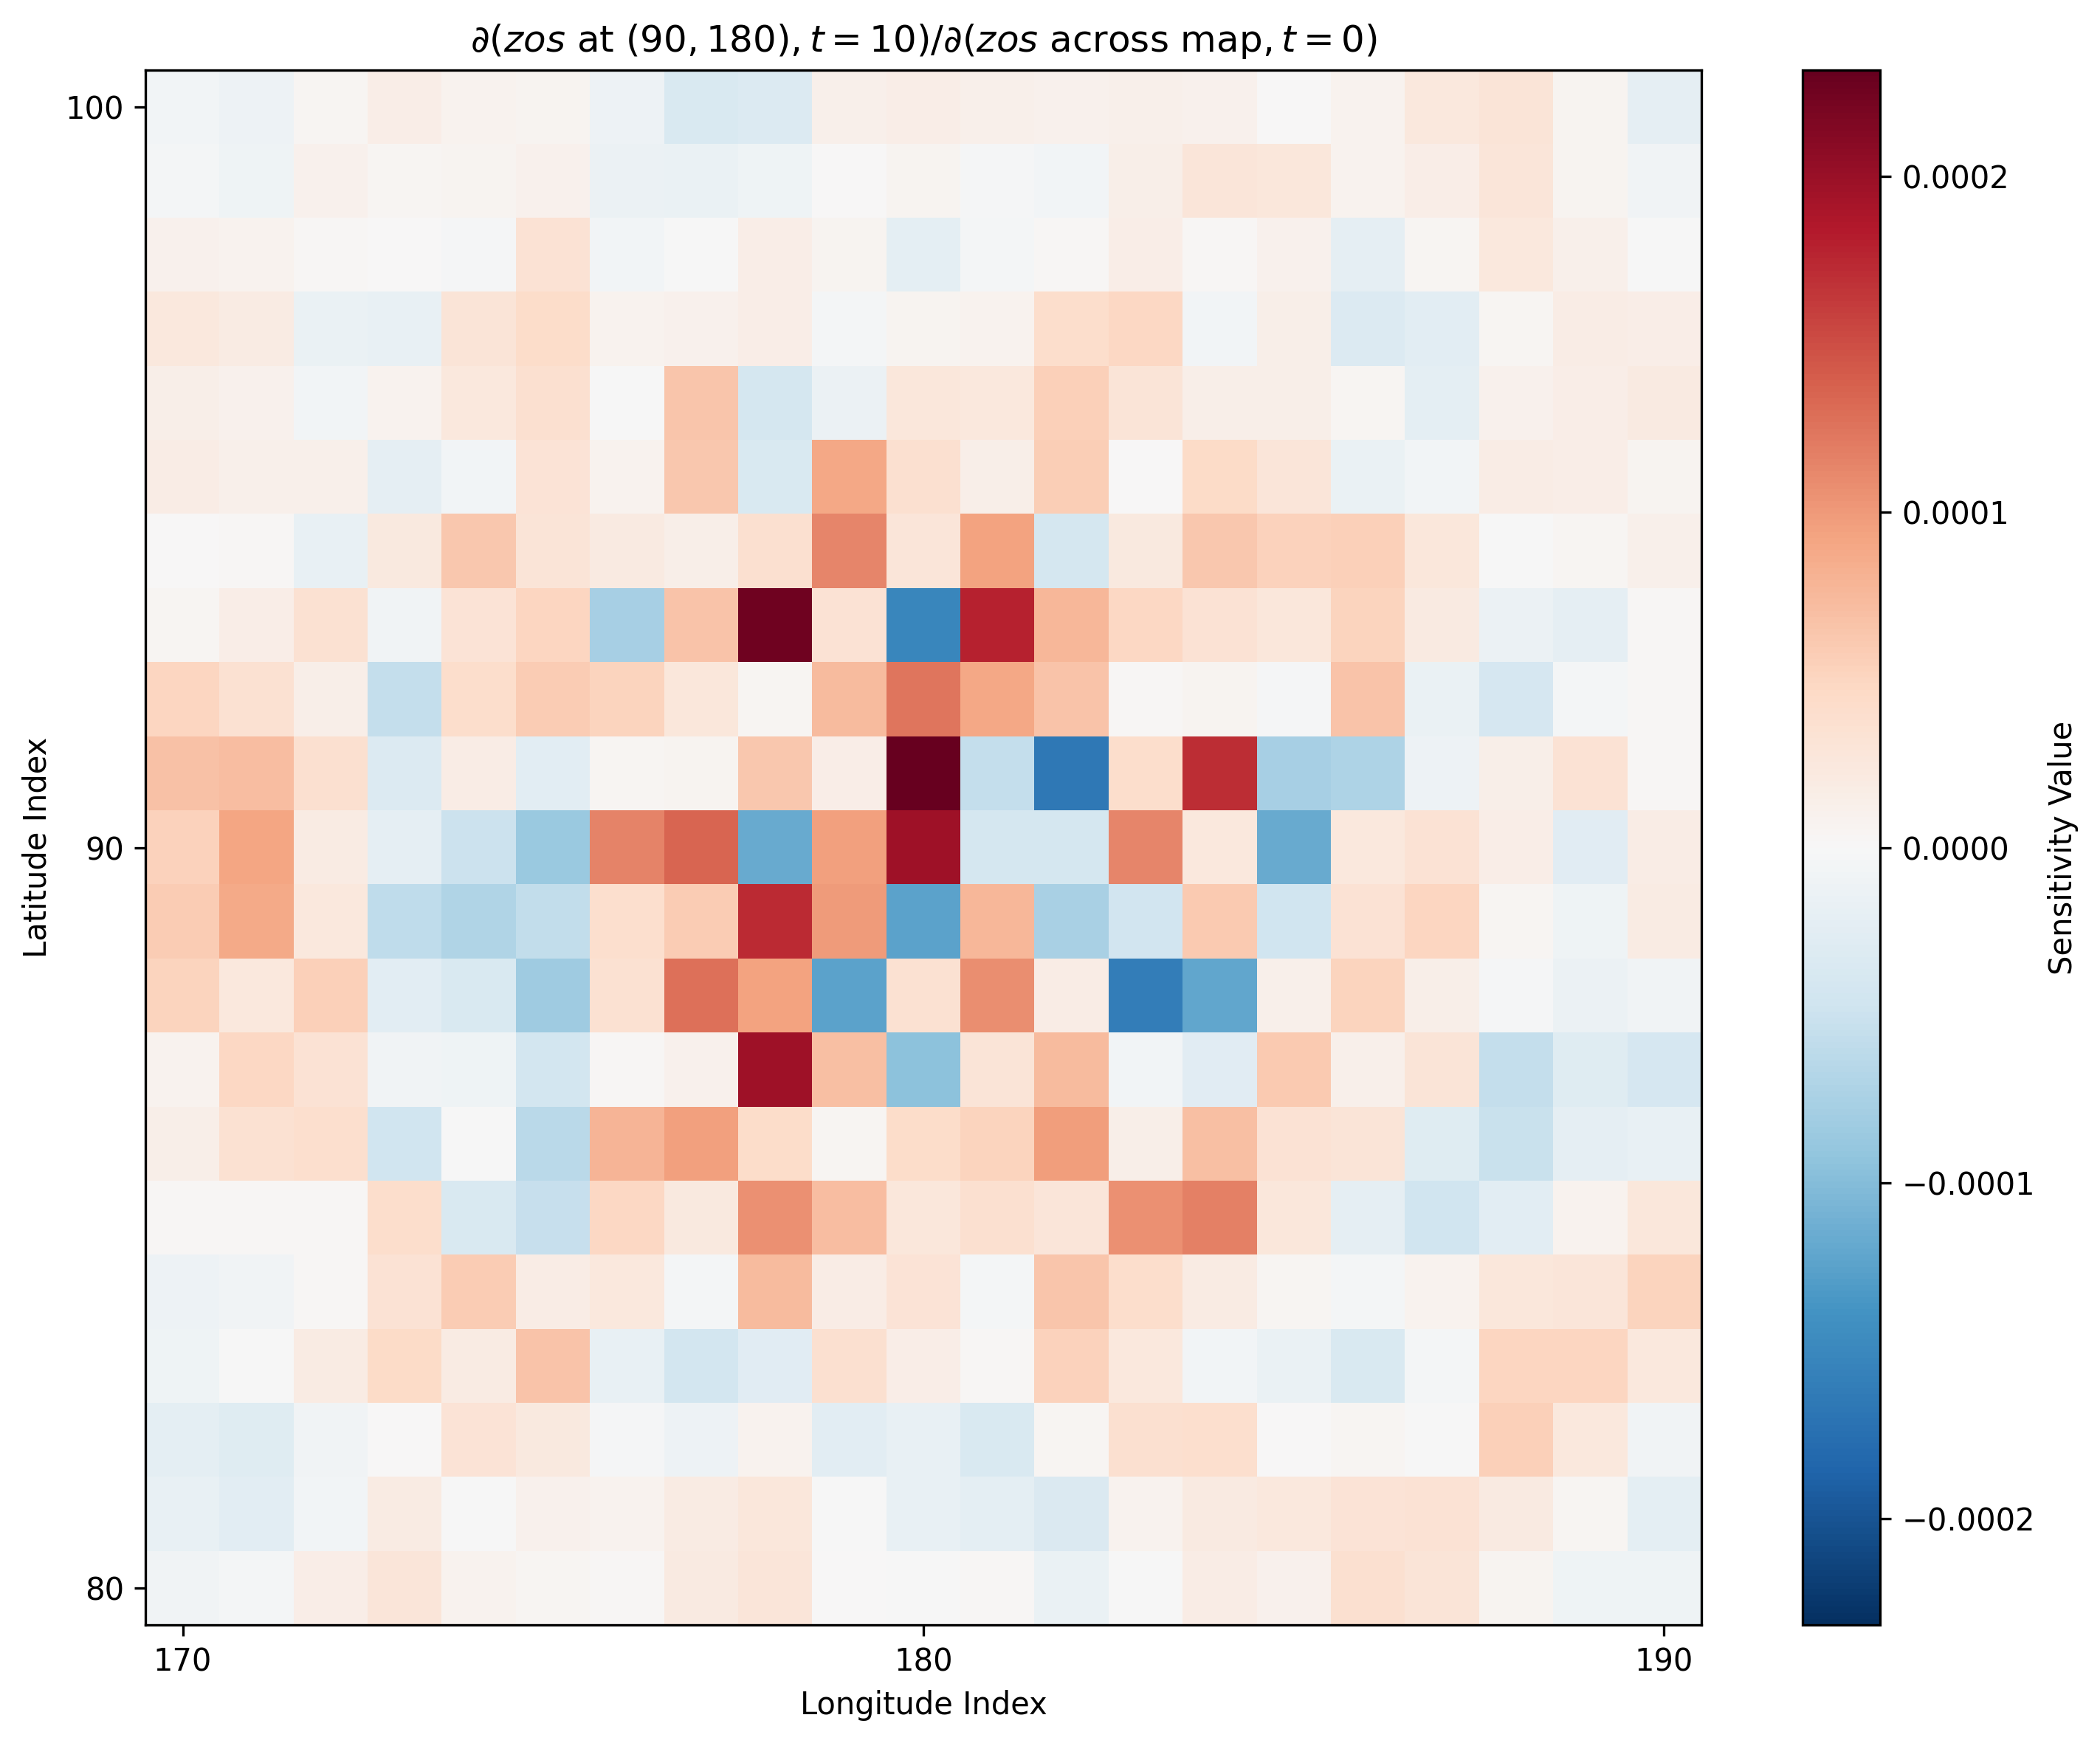 ∂(zos at (90, 180), t = 10)/∂(zos across map, t = 0)
100
90
80
Latitude Index
170
180
190
Longitude Index
0.0002
0.0001
0.0000
−0.0001
−0.0002
Sensitivity Value